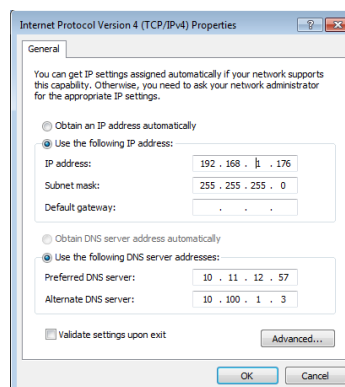 Internet Protocol Version 4 (TCP/IPv4) Properties
General
You can get IP settings assigned automatically if your network supports
this capability. Otherwise, you need to ask your network administrator
for the appropriate IP settings.
Obtain an IP address automatically
Use the following IP address:
IP address: 192 . 168 . 1 . 176
Subnet mask: 255 . 255 . 255 . 0
Default gateway: . . .
Obtain DNS server address automatically
Use the following DNS server addresses:
Preferred DNS server: 10 . 11 . 12 . 57
Alternate DNS server: 10 . 100 . 1 . 3
Validate settings upon exit
Advanced...
OK Cancel